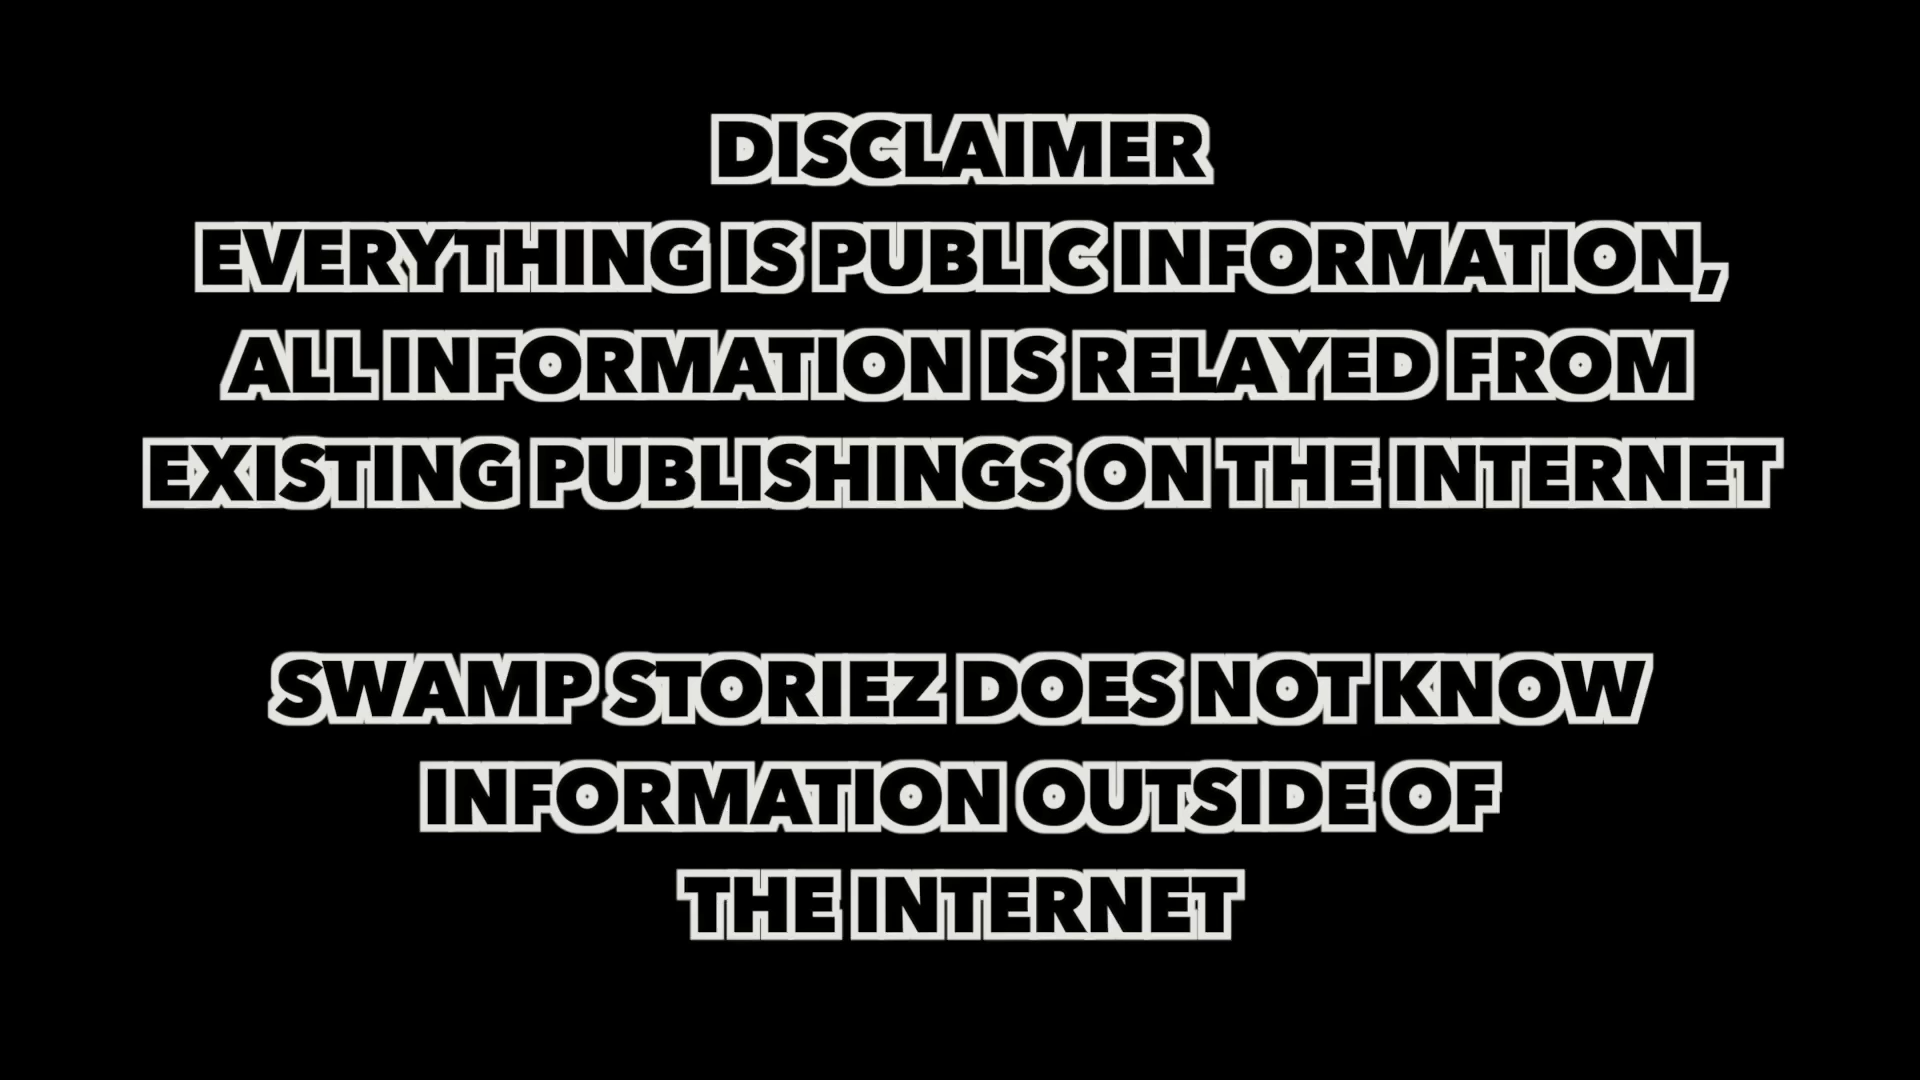 DISCLAIMER
EVERYTHING IS PUBLIC INFORMATION,
ALL INFORMATION IS RELAYED FROM
EXISTING PUBLISHINGS ON THE INTERNET
SWAMP STORIEZ DOES NOT KNOW
INFORMATION OUTSIDE OF
THE INTERNET